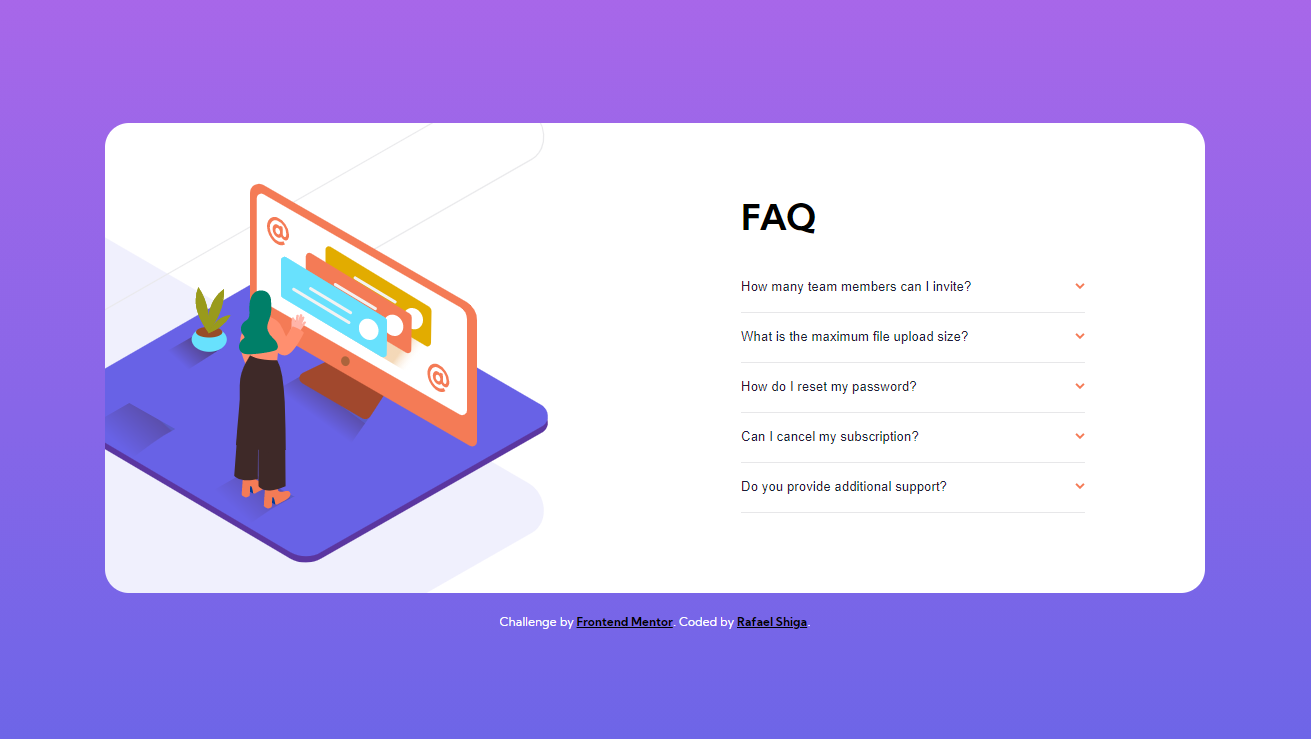 FAQ
How many team members can I invite?
What is the maximum file upload size?
How do I reset my password?
Can I cancel my subscription?
Do you provide additional support?
Challenge by Frontend Mentor. Coded by Rafael Shiga.